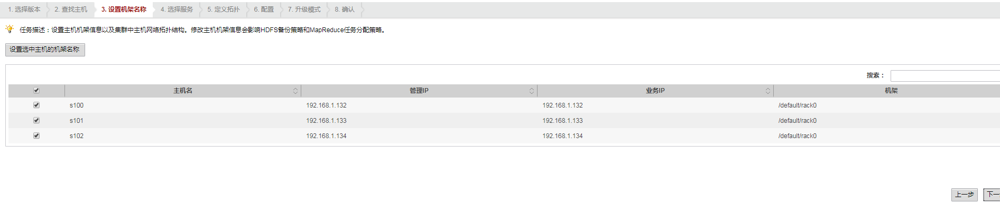 1. 选择版本 2. 查找主机 3. 设置机架名称 4. 选择服务 5. 定义拓扑 6. 配置 7. 升级模式 8. 确认
任务描述：设置主机机架信息以及集群中主机网络拓扑结构。修改主机机架信息会影响HDFS备份策略和MapReduce任务分配策略。
设置选中主机的机架名称
搜索：
主机名 管理IP 业务IP 机架
s100 192.168.1.132 192.168.1.132 /default/rack0
s101 192.168.1.133 192.168.1.133 /default/rack0
s102 192.168.1.134 192.168.1.134 /default/rack0
上一步 下一